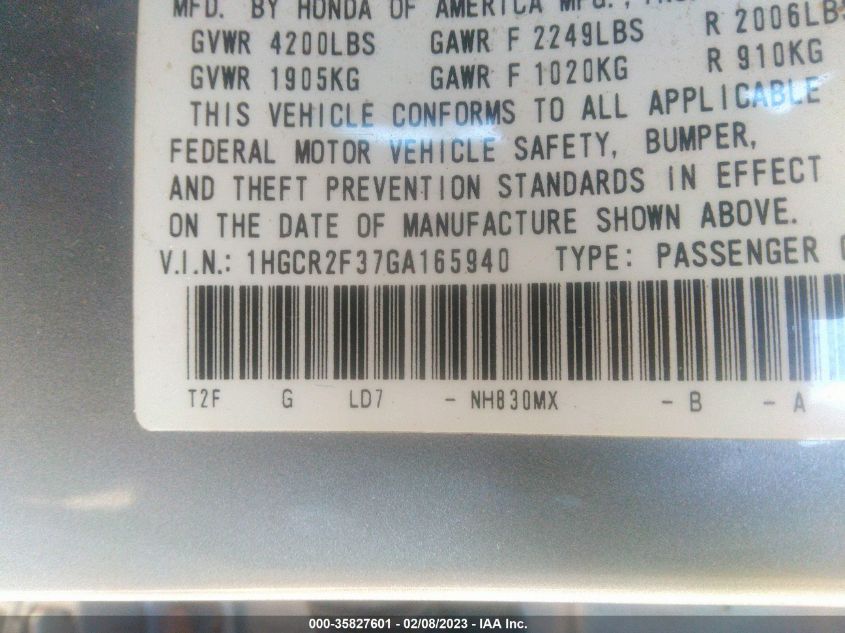 MFD. BY HONDA OF AMERICA MFG.,
GVWR 4200LBS GAWR F 2249LBS R 2006LBS
GVWR 1905KG GAWR F 1020KG R 910KG
THIS VEHICLE CONFORMS TO ALL APPLICABLE
FEDERAL MOTOR VEHICLE SAFETY, BUMPER,
AND THEFT PREVENTION STANDARDS IN EFFECT
ON THE DATE OF MANUFACTURE SHOWN ABOVE.
V.I.N.: 1HGCR2F37GA165940 TYPE: PASSENGER
T2F G LD7 - NH830MX - B - A
000-35827601 - 02/08/2023 - IAA Inc.